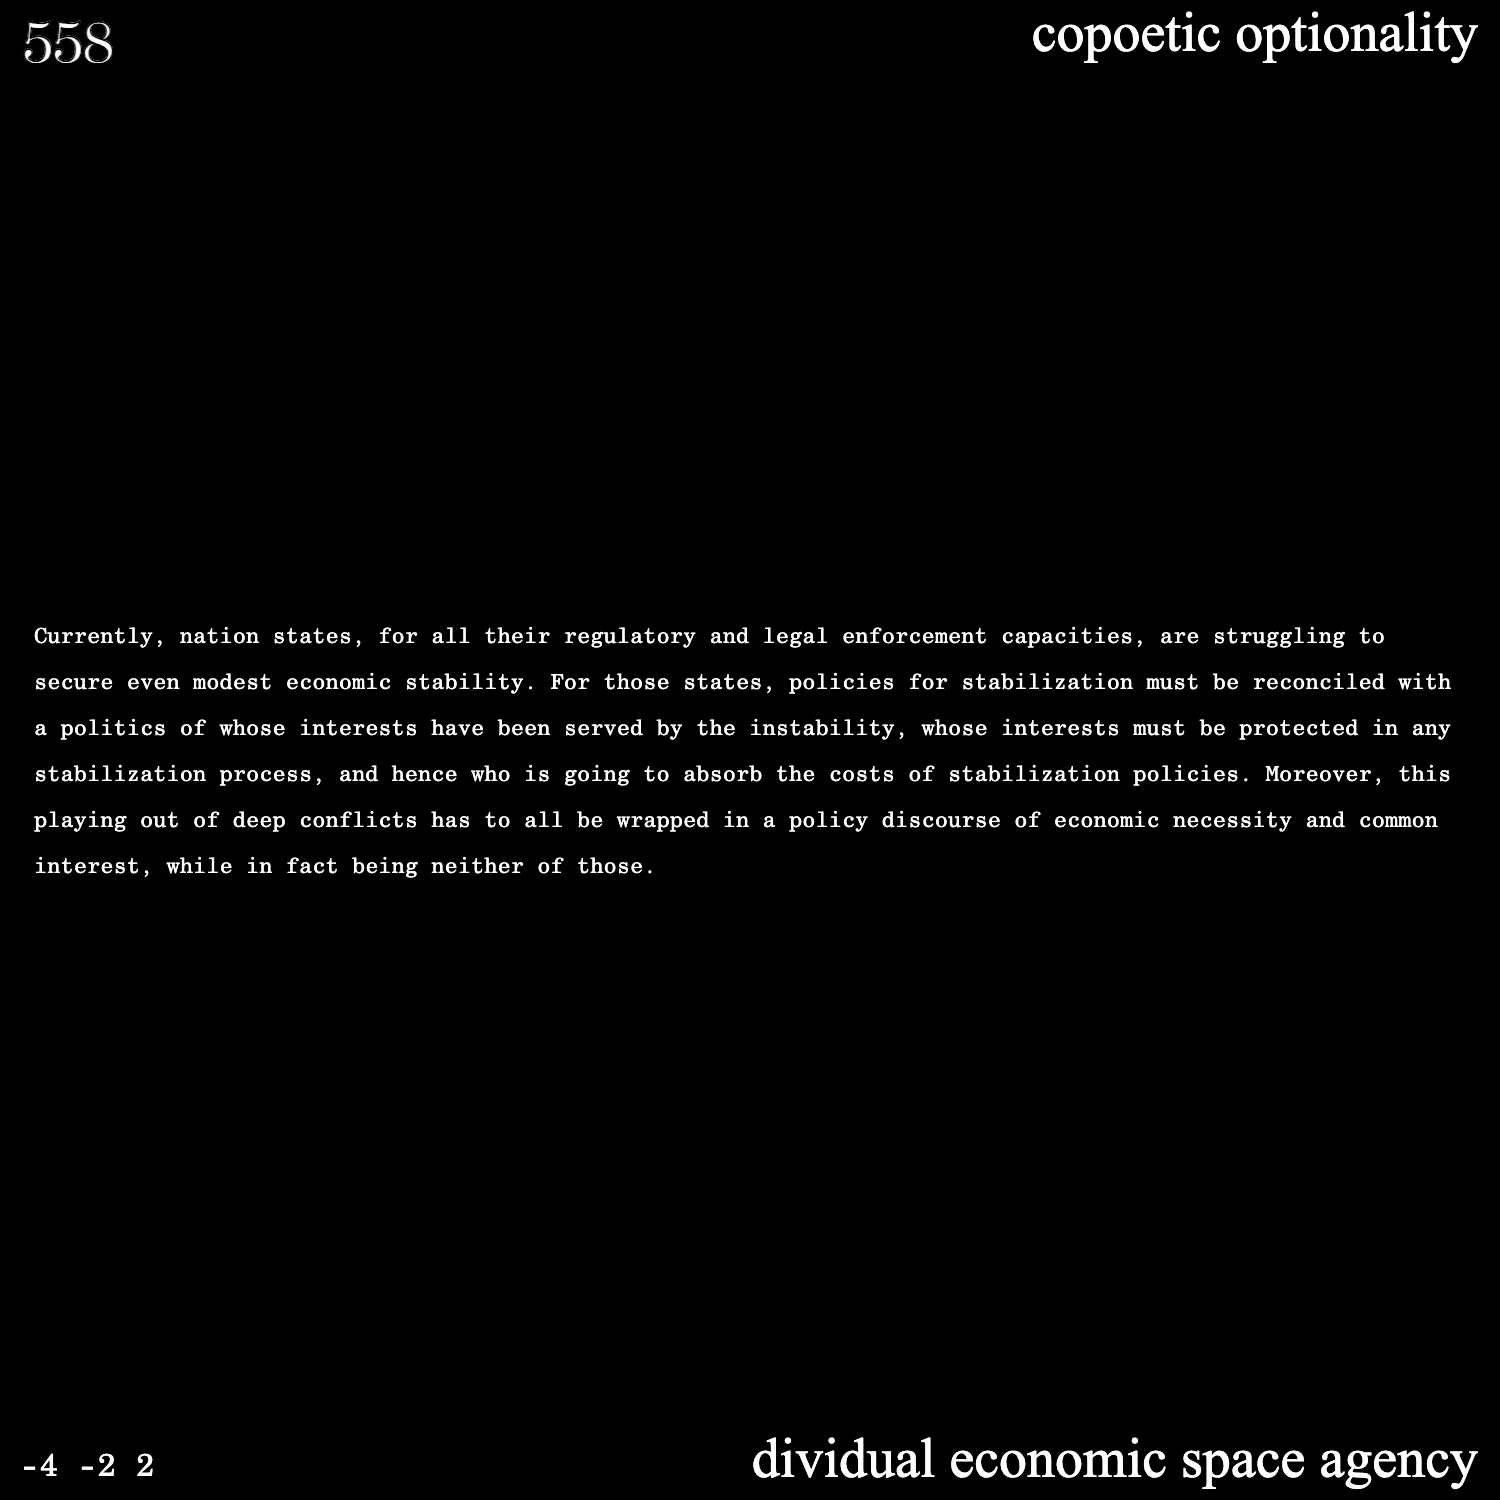 558
copoetic optionality
Currently, nation states, for all their regulatory and legal enforcement capacities, are struggling to
secure even modest economic stability. For those states, policies for stabilization must be reconciled with
a politics of whose interests have been served by the instability, whose interests must be protected in any
stabilization process, and hence who is going to absorb the costs of stabilization policies. Moreover, this
playing out of deep conflicts has to all be wrapped in a policy discourse of economic necessity and common
interest, while in fact being neither of those.
-4 -2 2
dividual economic space agency